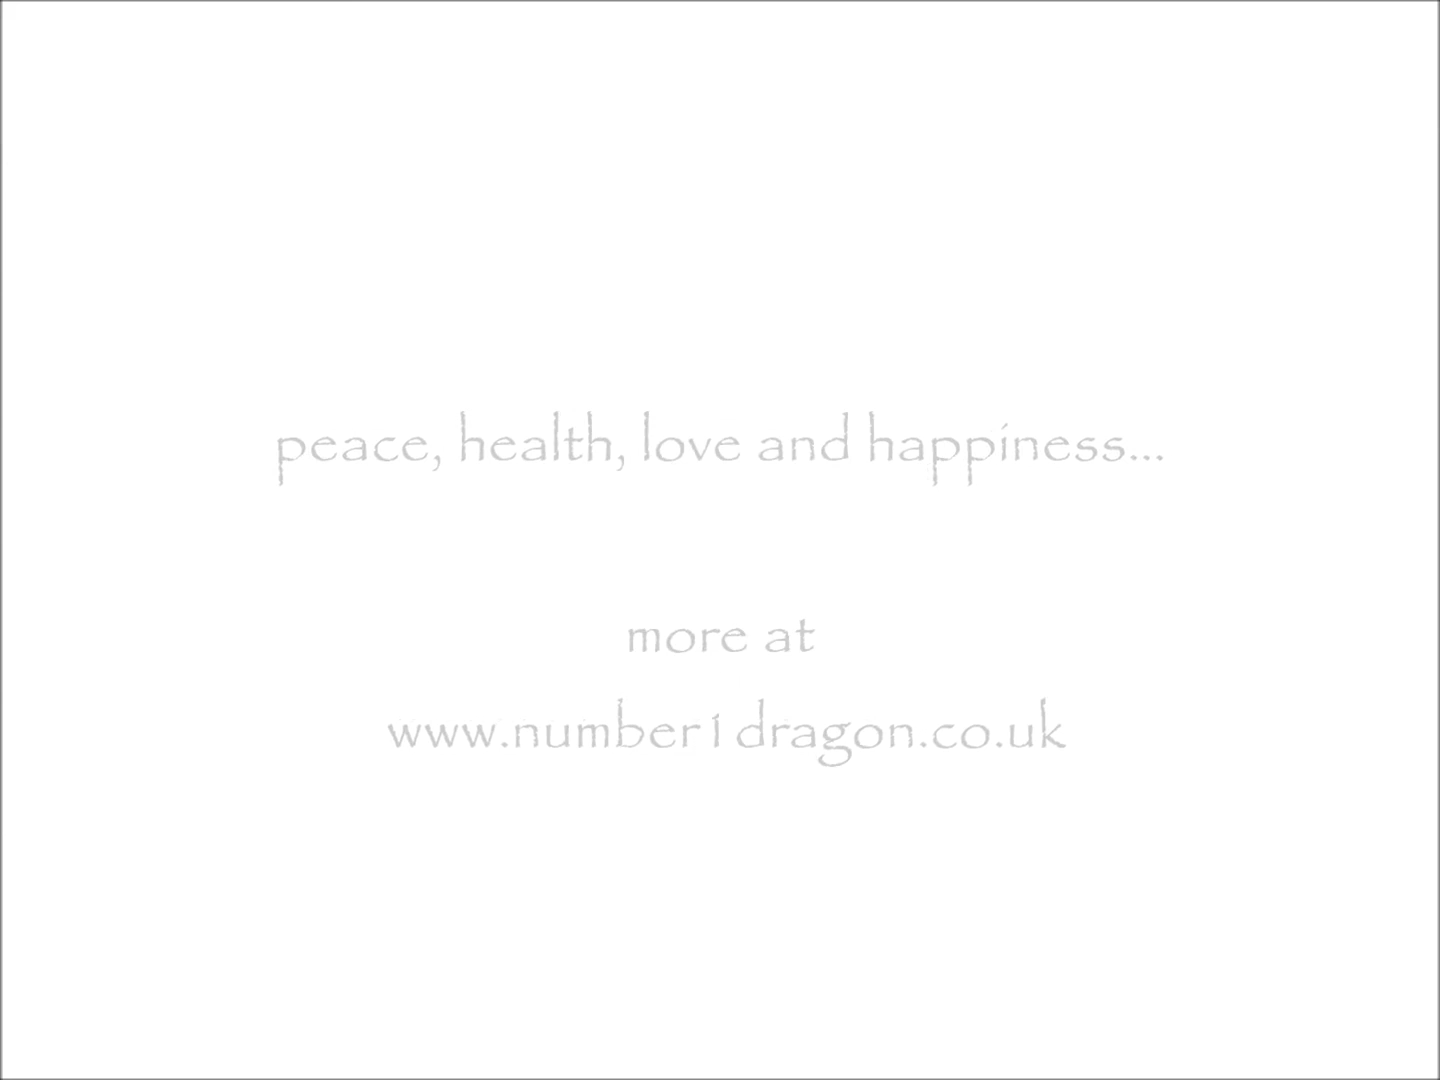 peace, health, love and happiness...
more at
www.number1dragon.co.uk